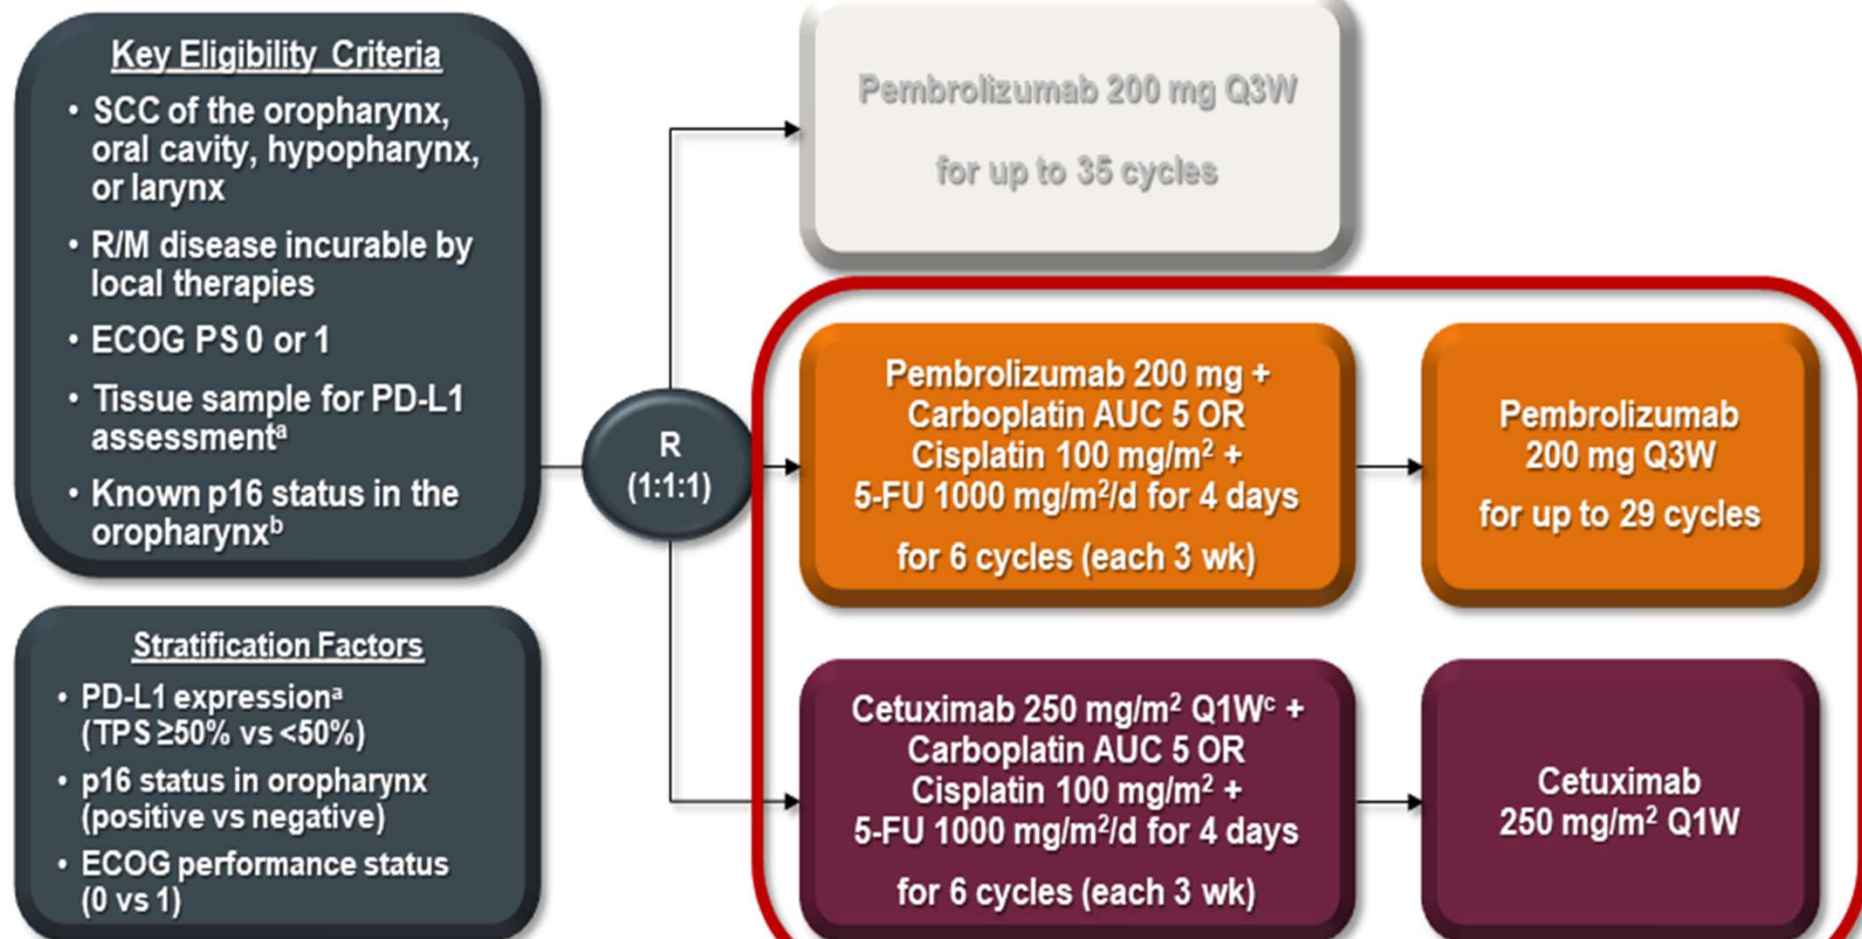 Key Eligibility Criteria
• SCC of the oropharynx,
oral cavity, hypopharynx,
or larynx
• R/M disease incurable by
local therapies
• ECOG PS 0 or 1
• Tissue sample for PD-L1
assessmentᵃ
• Known p16 status in the
oropharynxᵇ
Stratification Factors
• PD-L1 expressionᵃ
(TPS ≥50% vs <50%)
• p16 status in oropharynx
(positive vs negative)
• ECOG performance status
(0 vs 1)
R
(1:1:1)
Pembrolizumab 200 mg Q3W
for up to 35 cycles
Pembrolizumab 200 mg +
Carboplatin AUC 5 OR
Cisplatin 100 mg/m² +
5-FU 1000 mg/m²/d for 4 days
for 6 cycles (each 3 wk)
Pembrolizumab
200 mg Q3W
for up to 29 cycles
Cetuximab 250 mg/m² Q1Wᶜ +
Carboplatin AUC 5 OR
Cisplatin 100 mg/m² +
5-FU 1000 mg/m²/d for 4 days
for 6 cycles (each 3 wk)
Cetuximab
250 mg/m² Q1W